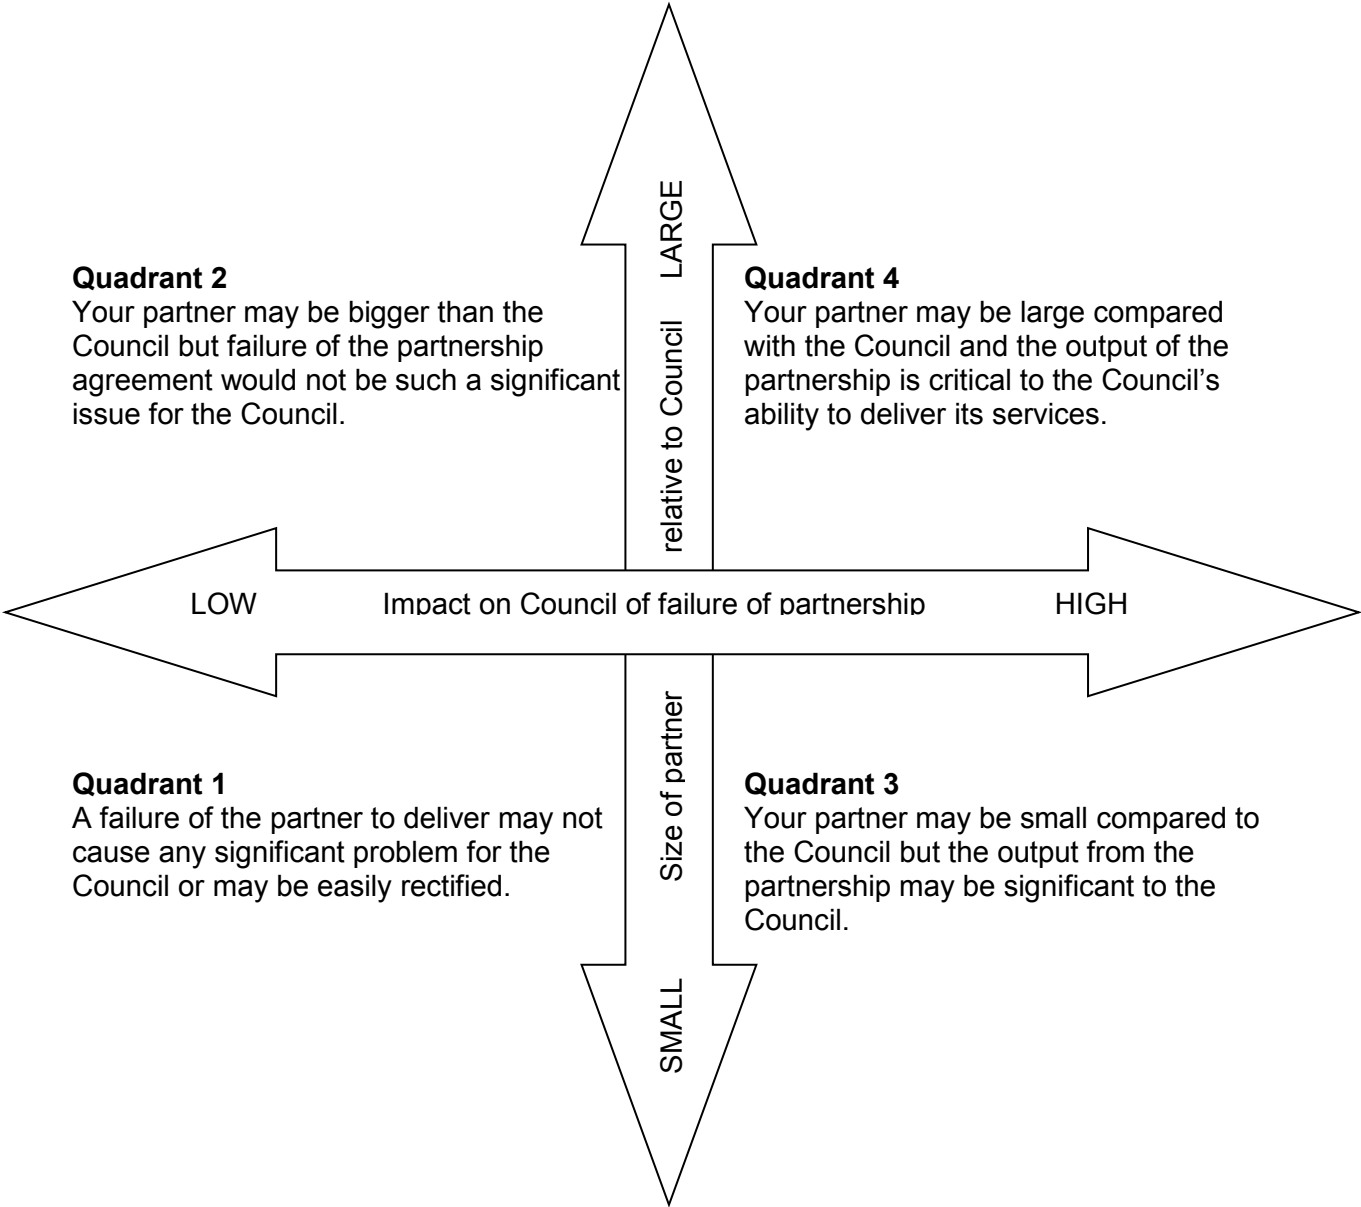 LARGE
relative to Council
Quadrant 2
Your partner may be bigger than the
Council but failure of the partnership
agreement would not be such a significant
issue for the Council.
Quadrant 4
Your partner may be large compared
with the Council and the output of the
partnership is critical to the Council’s
ability to deliver its services.
LOW
Impact on Council of failure of partnership
HIGH
Size of partner
SMALL
Quadrant 1
A failure of the partner to deliver may not
cause any significant problem for the
Council or may be easily rectified.
Quadrant 3
Your partner may be small compared to
the Council but the output from the
partnership may be significant to the
Council.